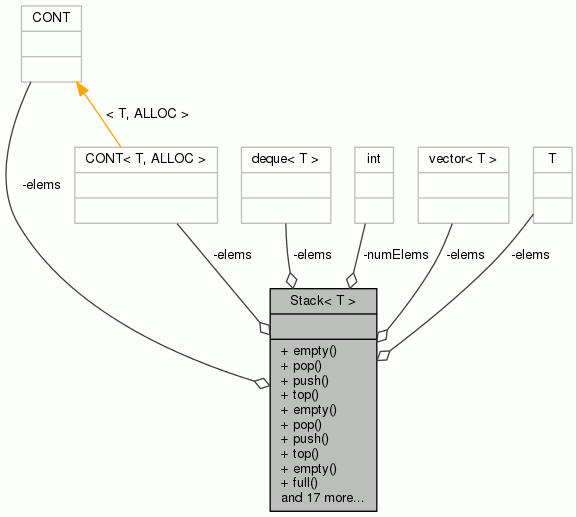 CONT
< T, ALLOC >
CONT< T, ALLOC >
deque< T >
int
vector< T >
T
-elems
-elems
-elems
-numElems
-elems
-elems
Stack< T >
+ empty()
+ pop()
+ push()
+ top()
+ empty()
+ pop()
+ push()
+ top()
+ empty()
+ full()
and 17 more...